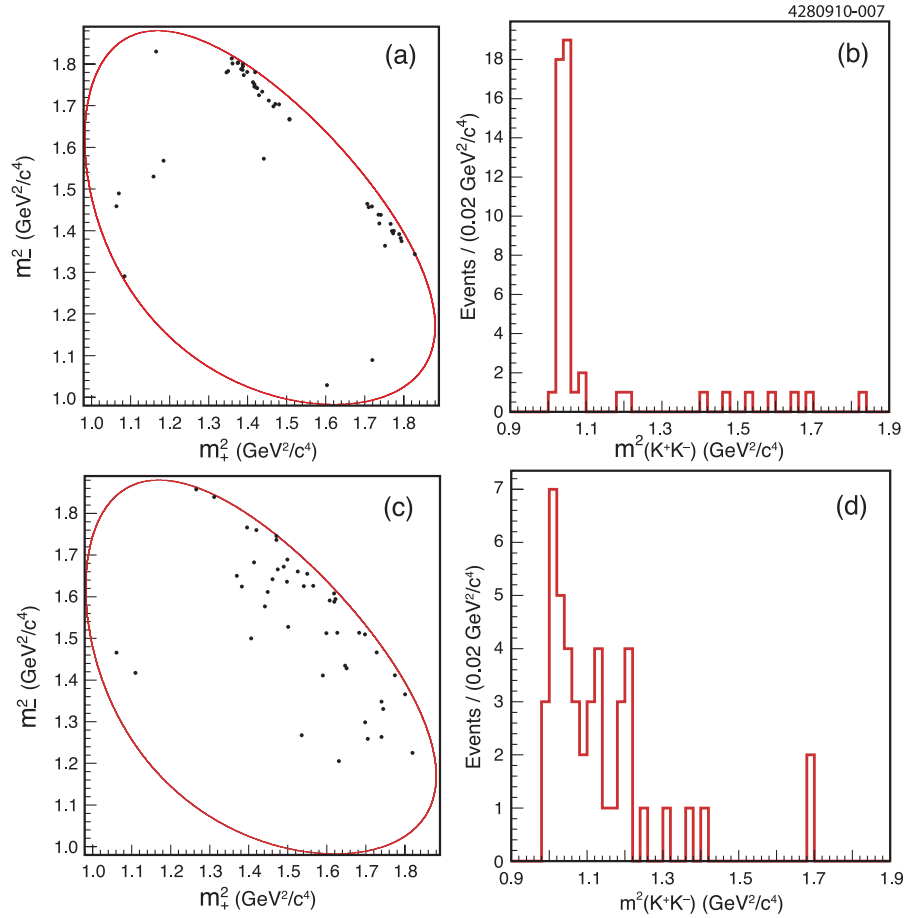 4280910-007
(a)
1.8
1.7
1.6
1.5
1.4
1.3
1.2
1.1
1.0
m²₋ (GeV²/c⁴)
1.0 1.1 1.2 1.3 1.4 1.5 1.6 1.7 1.8
m²₊ (GeV²/c⁴)
(b)
18
16
14
12
10
8
6
4
2
0
Events / (0.02 GeV²/c⁴)
0.9 1.1 1.3 1.5 1.7 1.9
m²(K⁺K⁻) (GeV²/c⁴)
(c)
1.8
1.7
1.6
1.5
1.4
1.3
1.2
1.1
1.0
m²₋ (GeV²/c⁴)
1.0 1.1 1.2 1.3 1.4 1.5 1.6 1.7 1.8
m²₊ (GeV²/c⁴)
(d)
7
6
5
4
3
2
1
0
Events / (0.02 GeV²/c⁴)
0.9 1.1 1.3 1.5 1.7 1.9
m²(K⁺K⁻) (GeV²/c⁴)